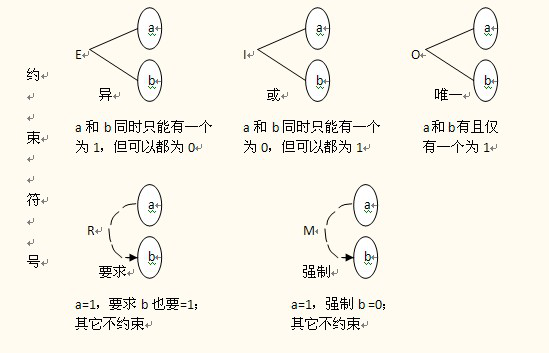 约
束
符
号
E
a
b
异
a 和 b 同时只能有一个
为 1，但可以都为 0
I
a
b
或
a 和 b 同时只能有一个
为 0，但可以都为 1
O
a
b
唯一
a 和 b 有且仅
有一个为 1
R
a
b
要求
a=1，要求 b 也要=1；
其它不约束
M
a
b
强制
a=1，强制 b =0；
其它不约束